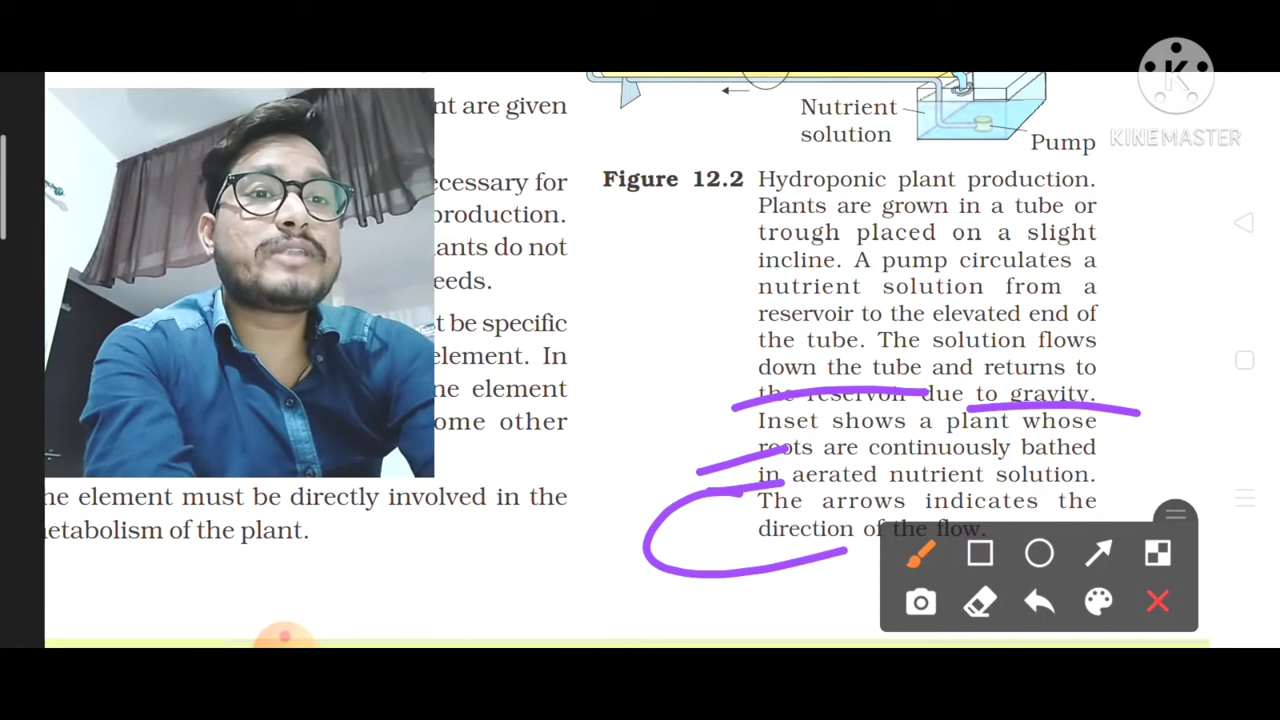 KINEMASTER
Nutrient
solution
Pump
nt are given
ecessary for
production.
ants do not
eeds.
t be specific
element. In
ne element
ome other
ne element must be directly involved in the
etabolism of the plant.
Figure 12.2 Hydroponic plant production.
Plants are grown in a tube or
trough placed on a slight
incline. A pump circulates a
nutrient solution from a
reservoir to the elevated end of
the tube. The solution flows
down the tube and returns to
the reservoir due to gravity.
Inset shows a plant whose
roots are continuously bathed
in aerated nutrient solution.
The arrows indicates the
direction of the flow.